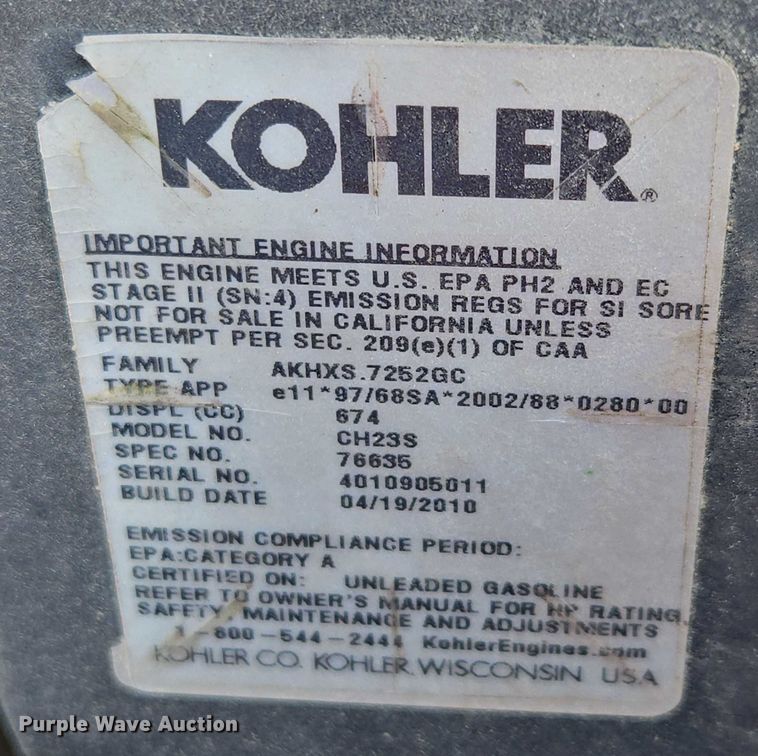 KOHLER®
IMPORTANT ENGINE INFORMATION
THIS ENGINE MEETS U.S. EPA PH2 AND EC
STAGE II (SN:4) EMISSION REGS FOR SI SORE
NOT FOR SALE IN CALIFORNIA UNLESS
PREEMPT PER SEC. 209(e)(1) OF CAA
FAMILY AKHXS.7252GC
TYPE APP e11*97/68SA*2002/88*0280*00
DISPL (CC) 674
MODEL NO. CH23S
SPEC NO. 76635
SERIAL NO. 4010905011
BUILD DATE 04/19/2010
EMISSION COMPLIANCE PERIOD:
EPA:CATEGORY A
CERTIFIED ON: UNLEADED GASOLINE
REFER TO OWNER'S MANUAL FOR HP RATING,
SAFETY, MAINTENANCE AND ADJUSTMENTS
1-800-544-2444 KohlerEngines.com
KOHLER CO. KOHLER, WISCONSIN USA
Purple Wave Auction